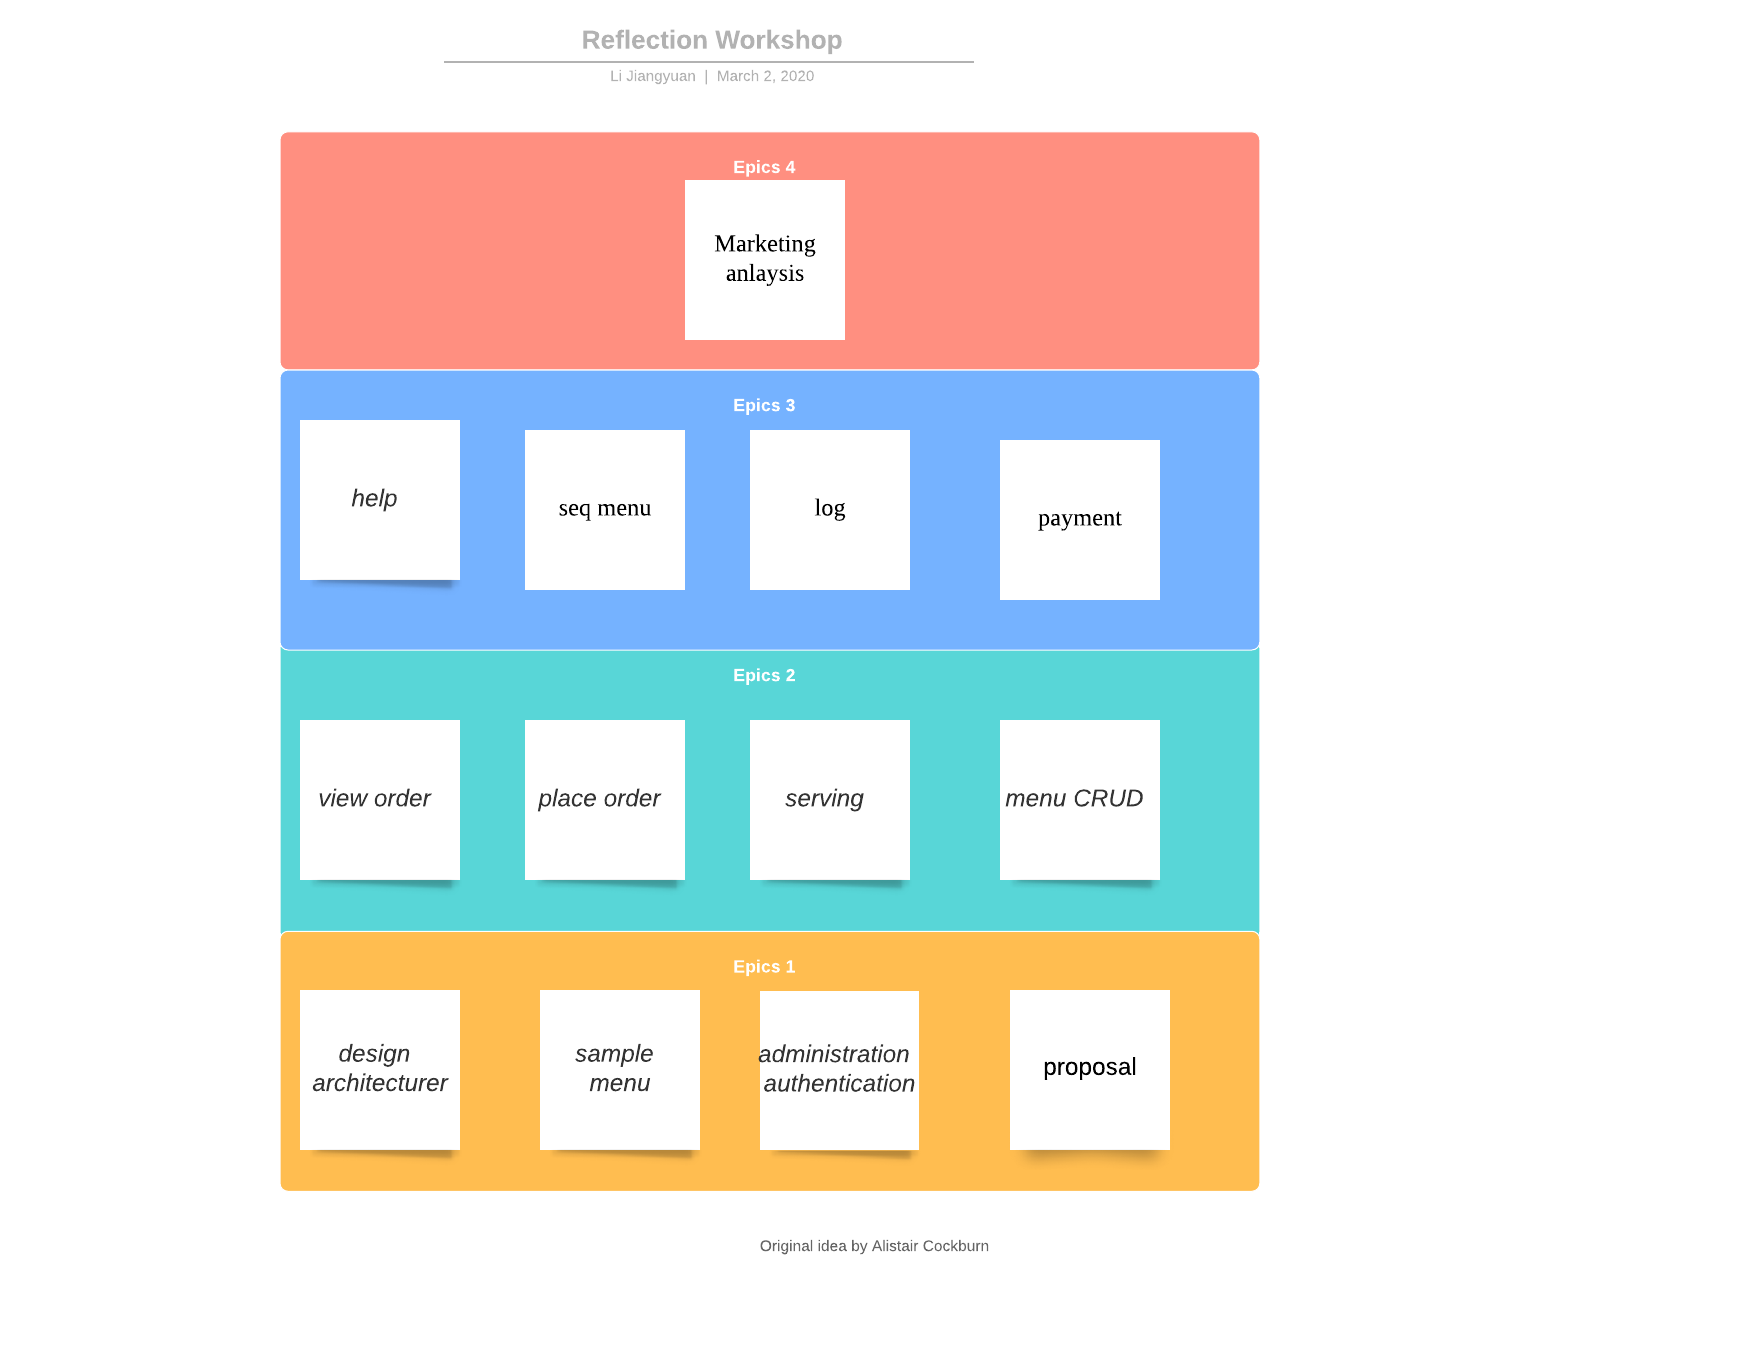 Reflection Workshop
Li Jiangyuan | March 2, 2020
Epics 4
Marketing
anlaysis
Epics 3
help
seq menu
log
payment
Epics 2
view order
place order
serving
menu CRUD
Epics 1
design
architecturer
sample
menu
administration
authentication
proposal
Original idea by Alistair Cockburn